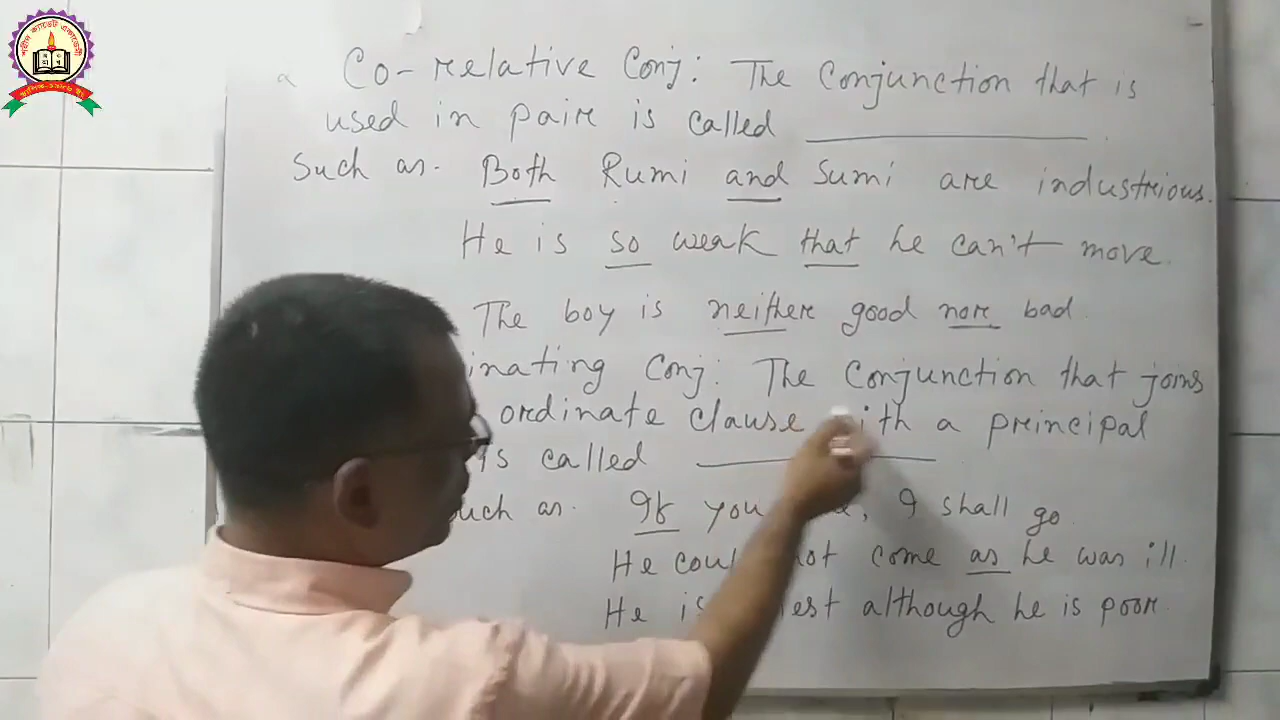 শহীদ ক্যাডেট একাডেমী
Co-relative Conj: The Conjunction that is
used in pair is called
Such as. Both Rumi and Sumi are industrious.
He is so weak that he can't move.
The boy is neither good nor bad.
inating Conj: The Conjunction that joins
ordinate clause with a principal
is called
uch as. If you, I shall go.
He could not come as he was ill.
He is est although he is poor.